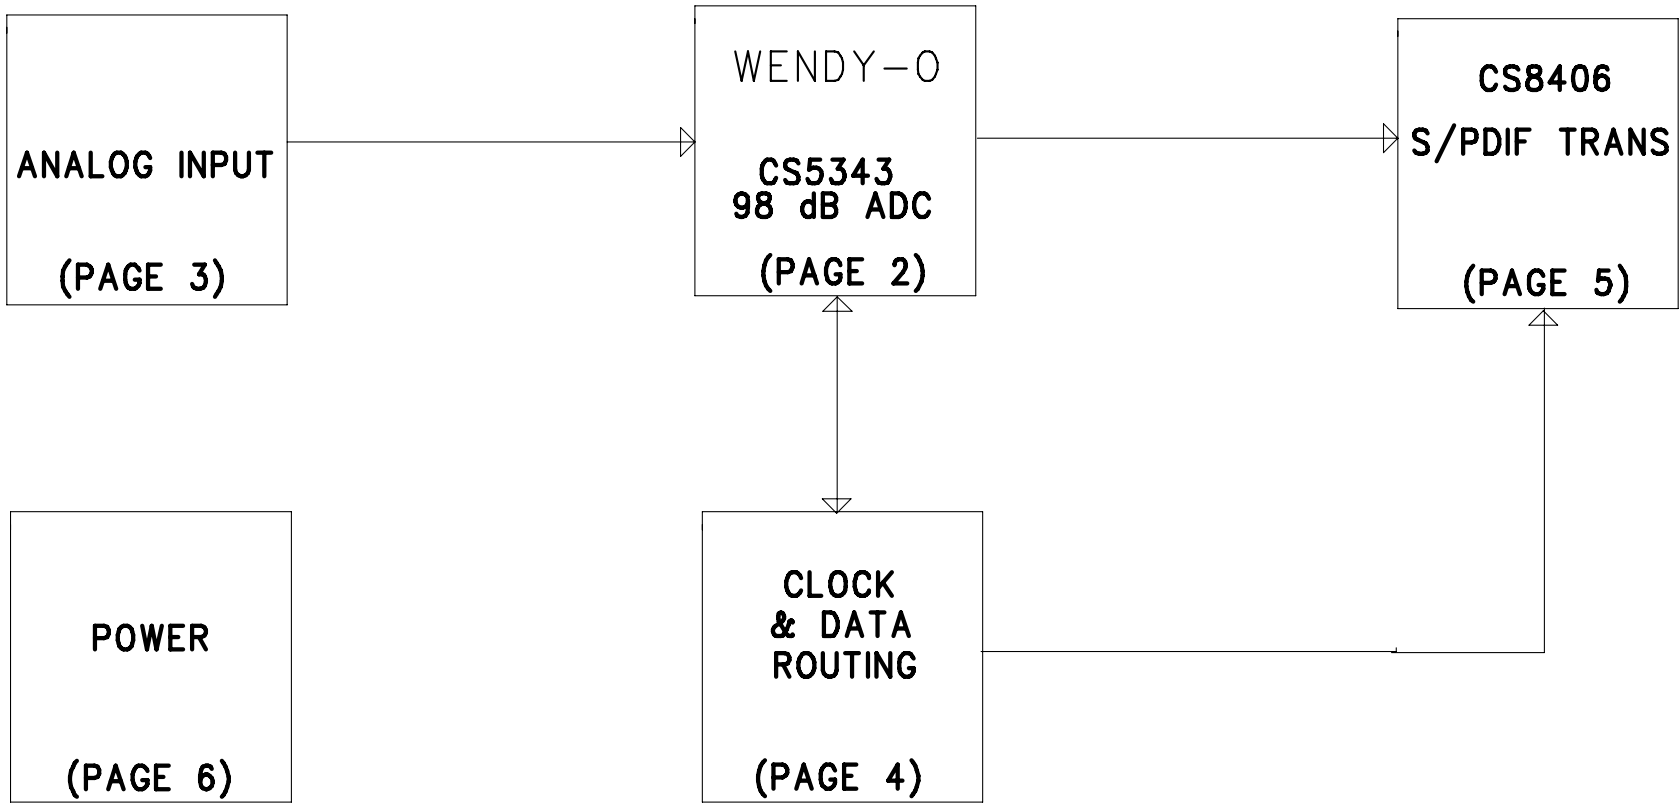 ANALOG INPUT
(PAGE 3)
WENDY-O
CS5343
98 dB ADC
(PAGE 2)
CS8406
S/PDIF TRANS
(PAGE 5)
POWER
(PAGE 6)
CLOCK
& DATA
ROUTING
(PAGE 4)